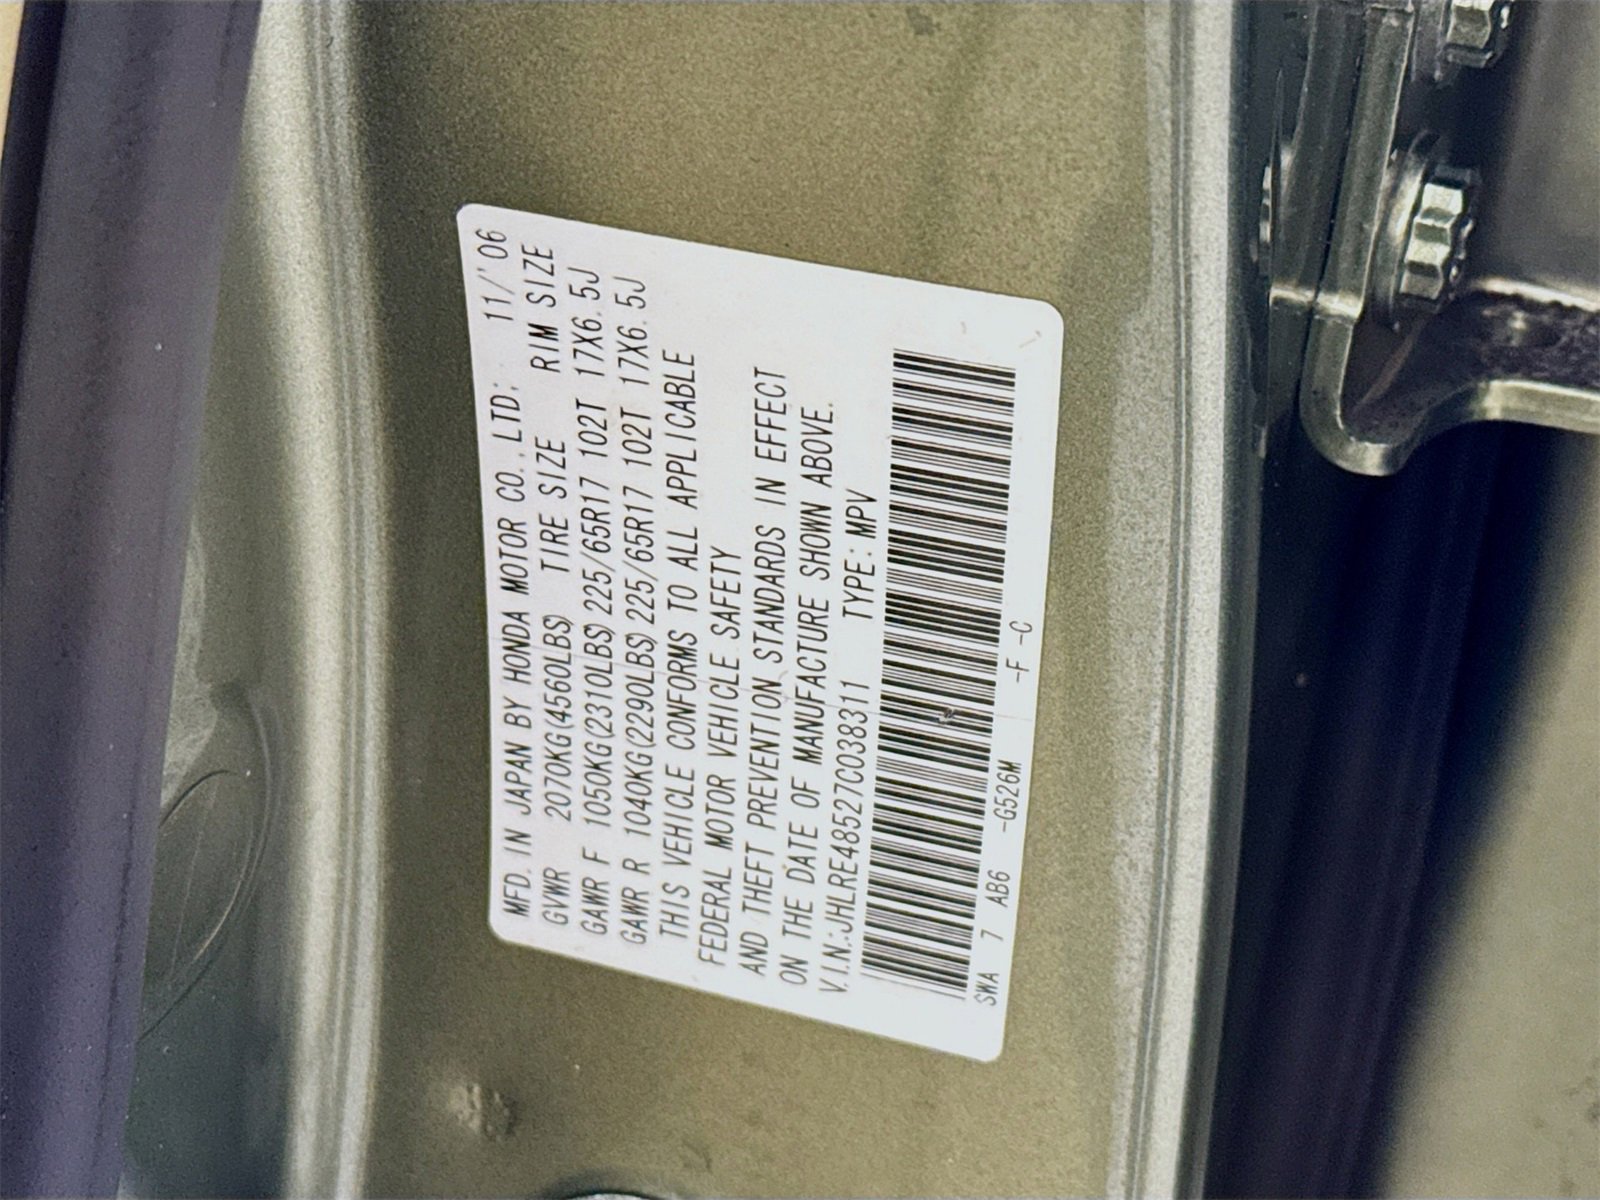 MFD. IN JAPAN BY HONDA MOTOR CO.,LTD: 11/'06
GVWR 2070KG(4560LBS) TIRE SIZE RIM SIZE
GAWR F 1050KG(2310LBS) 225/65R17 102T 17X6.5J
GAWR R 1040KG(2290LBS) 225/65R17 102T 17X6.5J
THIS VEHICLE CONFORMS TO ALL APPLICABLE
FEDERAL MOTOR VEHICLE SAFETY
AND THEFT PREVENTION STANDARDS IN EFFECT
ON THE DATE OF MANUFACTURE SHOWN ABOVE.
V.I.N.:JHLRE48527C038311 TYPE:MPV
SWA 7 AB6 -G526M -F -C